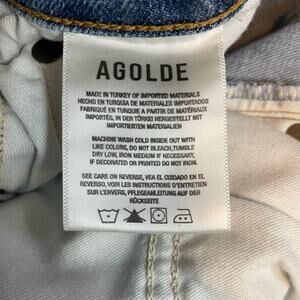 AGOLDE
MADE IN TURKEY OF IMPORTED MATERIALS
HECHO EN TURQUIA DE MATERIALES IMPORTADOS
FABRIQUÉ EN TURQUIE A PARTIR DE MATÉRIAUX
IMPORTÉS, IN DER TÜRKEI HERGESTELLT MIT
IMPORTIERTEN MATERIALIEN
MACHINE WASH COLD INSIDE OUT WITH
LIKE COLORS, DO NOT BLEACH,TUMBLE
DRY LOW, IRON MEDIUM IF NECESSARY,
IF DECORATED OR PRINTED DO NOT IRON.
SEE CARE ON REVERSE, VEA EL CUIDADO EN EL
REVERSO, VOIR LES INSTRUCTIONS D'ENTRETIEN
SUR L'ENVERS, PFLEGEANLEITUNG AUF DER
RÜCKSEITE